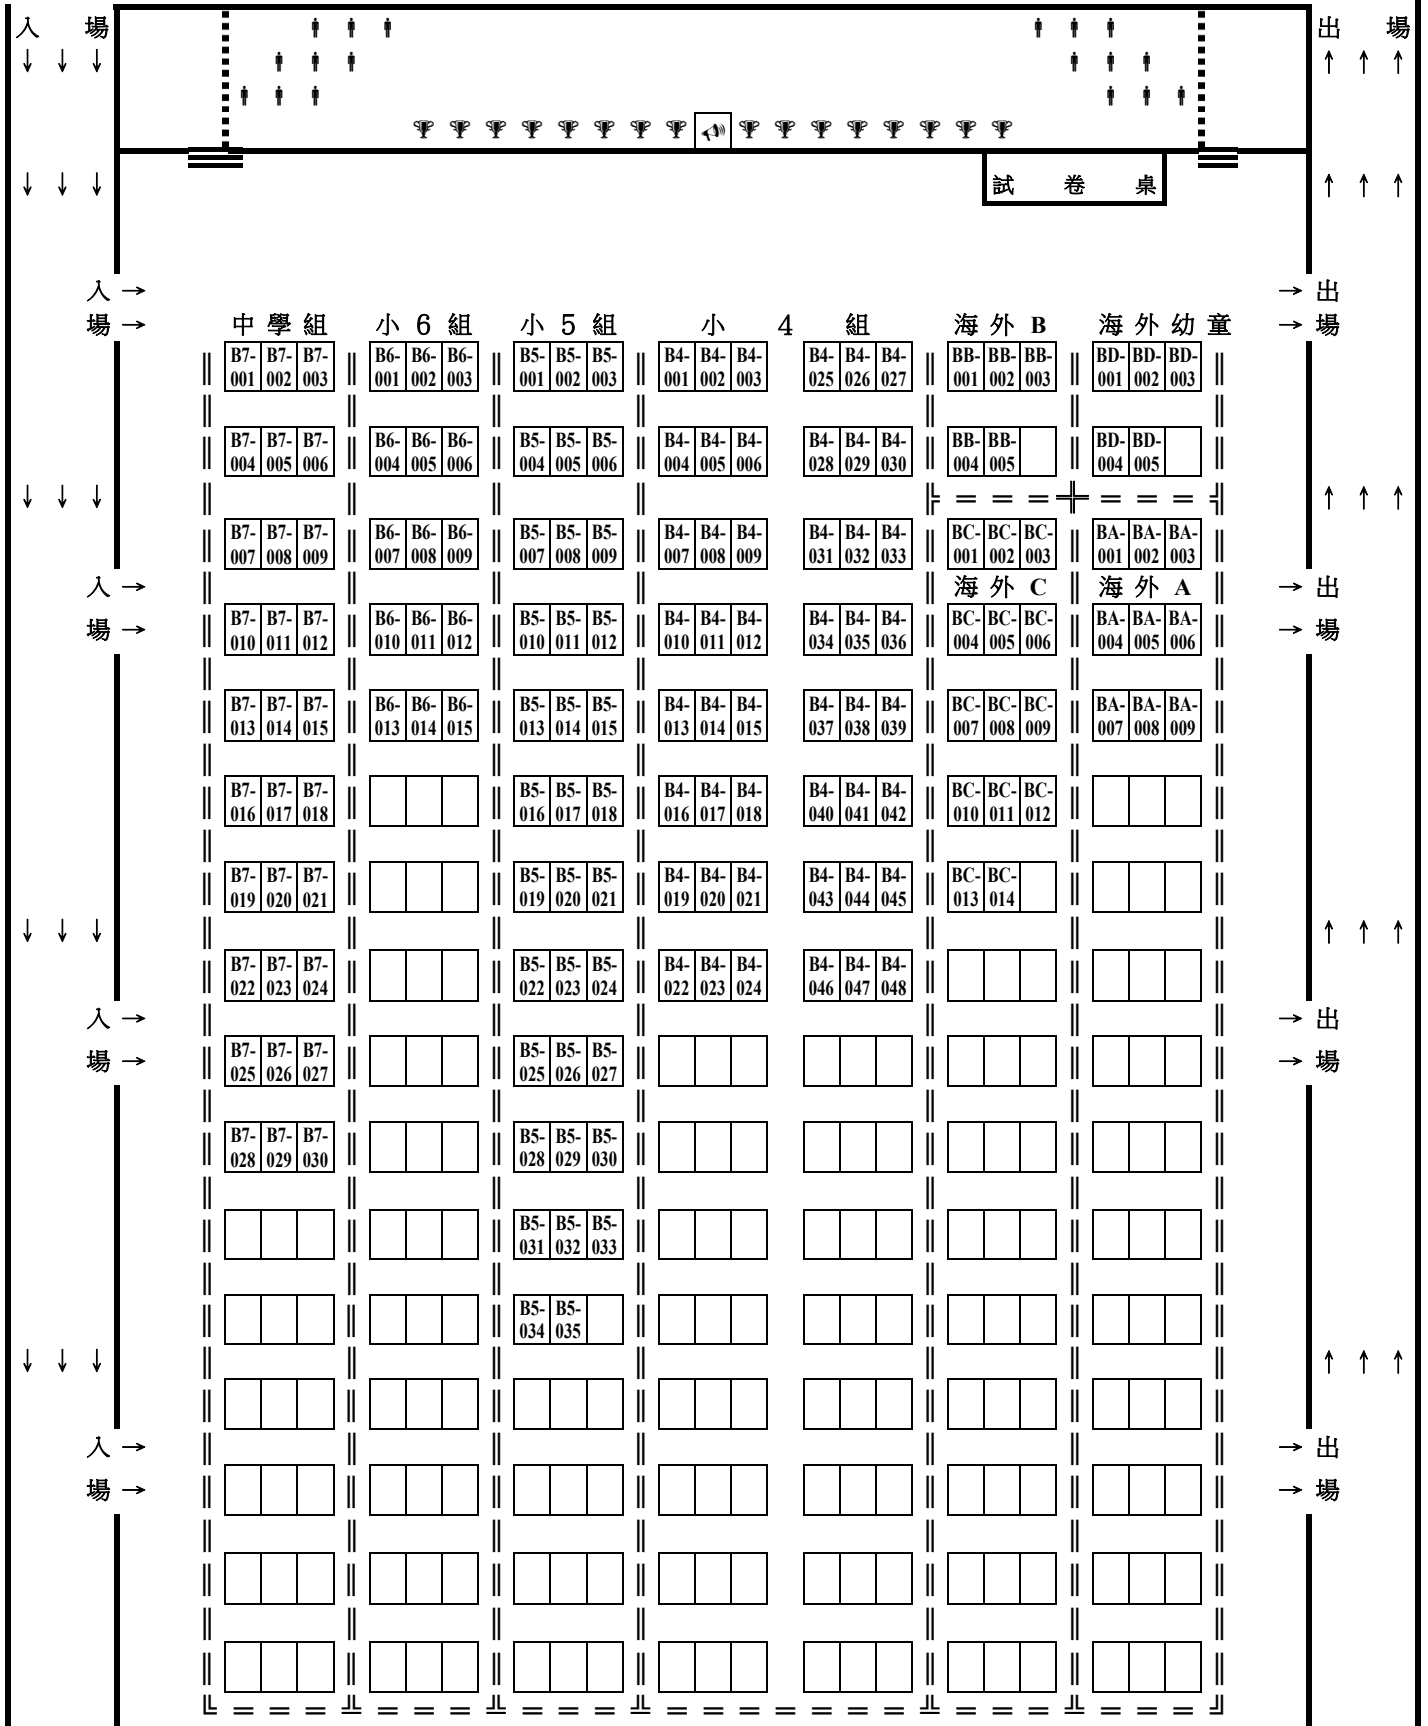 入 場 出 場
↓ ↓ ↓ ↑ ↑ ↑
↓ ↓ ↓ 試 卷 桌 ↑ ↑ ↑
入 → → 出
場 → 中 學 組 小 6 組 小 5 組 小 4 組 海 外 B 海 外 幼 童 → 場
B7-001 B7-002 B7-003 B6-001 B6-002 B6-003 B5-001 B5-002 B5-003 B4-001 B4-002 B4-003 B4-025 B4-026 B4-027 BB-001 BB-002 BB-003 BD-001 BD-002 BD-003
B7-004 B7-005 B7-006 B6-004 B6-005 B6-006 B5-004 B5-005 B5-006 B4-004 B4-005 B4-006 B4-028 B4-029 B4-030 BB-004 BB-005 BD-004 BD-005
↓ ↓ ↓ ↑ ↑ ↑
B7-007 B7-008 B7-009 B6-007 B6-008 B6-009 B5-007 B5-008 B5-009 B4-007 B4-008 B4-009 B4-031 B4-032 B4-033 BC-001 BC-002 BC-003 BA-001 BA-002 BA-003
入 → 海 外 C 海 外 A → 出
場 → B7-010 B7-011 B7-012 B6-010 B6-011 B6-012 B5-010 B5-011 B5-012 B4-010 B4-011 B4-012 B4-034 B4-035 B4-036 BC-004 BC-005 BC-006 BA-004 BA-005 BA-006 → 場
B7-013 B7-014 B7-015 B6-013 B6-014 B6-015 B5-013 B5-014 B5-015 B4-013 B4-014 B4-015 B4-037 B4-038 B4-039 BC-007 BC-008 BC-009 BA-007 BA-008 BA-009
B7-016 B7-017 B7-018 B5-016 B5-017 B5-018 B4-016 B4-017 B4-018 B4-040 B4-041 B4-042 BC-010 BC-011 BC-012
B7-019 B7-020 B7-021 B5-019 B5-020 B5-021 B4-019 B4-020 B4-021 B4-043 B4-044 B4-045 BC-013 BC-014
↓ ↓ ↓ ↑ ↑ ↑
B7-022 B7-023 B7-024 B5-022 B5-023 B5-024 B4-022 B4-023 B4-024 B4-046 B4-047 B4-048
入 → → 出
場 → B7-025 B7-026 B7-027 B5-025 B5-026 B5-027 → 場
B7-028 B7-029 B7-030 B5-028 B5-029 B5-030
B5-031 B5-032 B5-033
B5-034 B5-035
↓ ↓ ↓ ↑ ↑ ↑
入 → → 出
場 → → 場